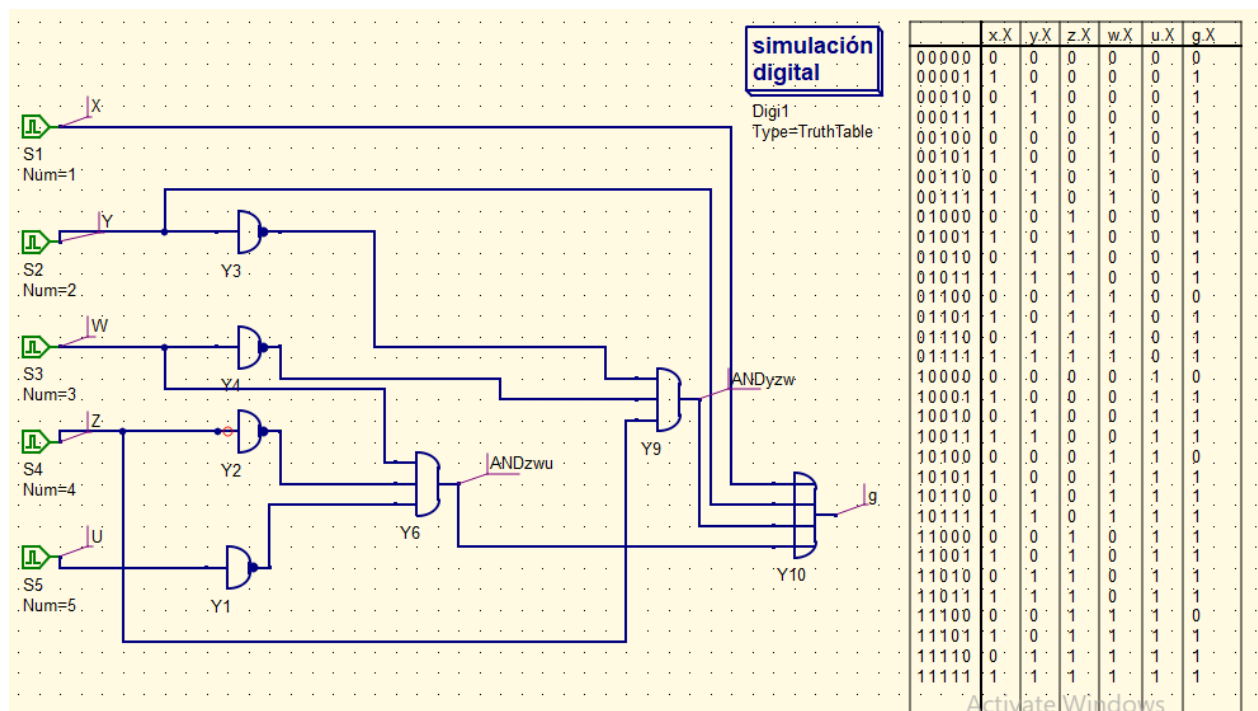 simulación
digital
Digi1
Type=TruthTable
X
S1
Num=1
Y
S2
Num=2
Y3
W
S3
Num=3
Y4
Z
S4
Num=4
Y2
U
S5
Num=5
Y1
ANDzwu
Y6
ANDyzw
Y9
g
Y10
x.X y.X z.X w.X u.X g.X
00000 0 0 0 0 0 0
00001 1 0 0 0 0 1
00010 0 1 0 0 0 1
00011 1 1 0 0 0 1
00100 0 0 0 1 0 1
00101 1 0 0 1 0 1
00110 0 1 0 1 0 1
00111 1 1 0 1 0 1
01000 0 0 1 0 0 1
01001 1 0 1 0 0 1
01010 0 1 1 0 0 1
01011 1 1 1 0 0 1
01100 0 0 1 1 0 0
01101 1 0 1 1 0 1
01110 0 1 1 1 0 1
01111 1 1 1 1 0 1
10000 0 0 0 0 1 0
10001 1 0 0 0 1 1
10010 0 1 0 0 1 1
10011 1 1 0 0 1 1
10100 0 0 0 1 1 0
10101 1 0 0 1 1 1
10110 0 1 0 1 1 1
10111 1 1 0 1 1 1
11000 0 0 1 0 1 1
11001 1 0 1 0 1 1
11010 0 1 1 0 1 1
11011 1 1 1 0 1 1
11100 0 0 1 1 1 0
11101 1 0 1 1 1 1
11110 0 1 1 1 1 1
11111 1 1 1 1 1 1
Activate Windows